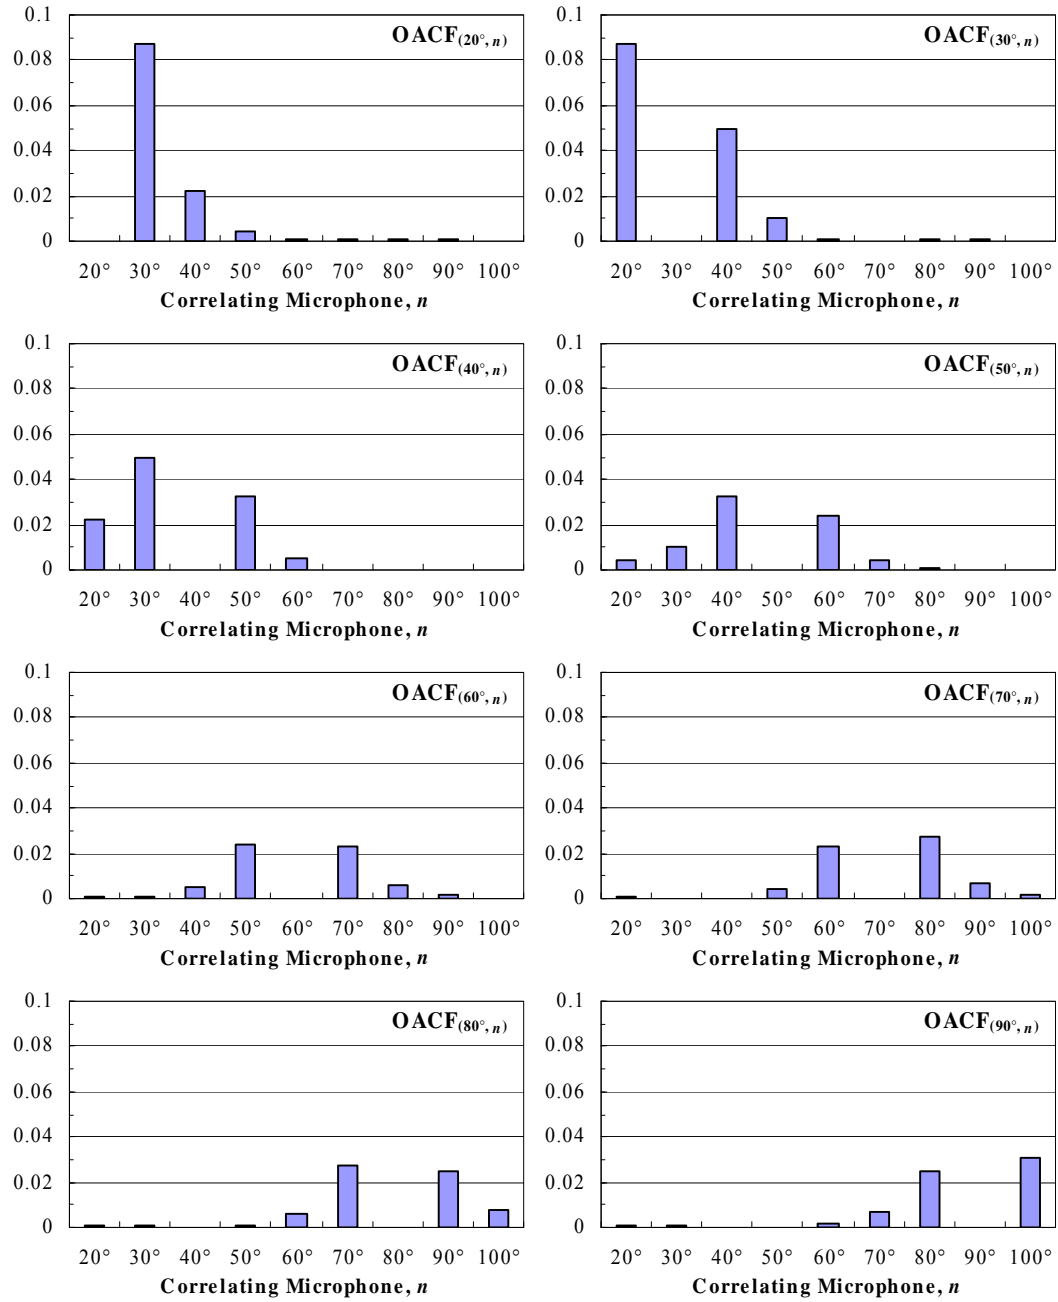 OACF(20°, n)
0.1
0.08
0.06
0.04
0.02
0
20° 30° 40° 50° 60° 70° 80° 90° 100°
Correlating Microphone, n
OACF(30°, n)
0.1
0.08
0.06
0.04
0.02
0
20° 30° 40° 50° 60° 70° 80° 90° 100°
Correlating Microphone, n
OACF(40°, n)
0.1
0.08
0.06
0.04
0.02
0
20° 30° 40° 50° 60° 70° 80° 90° 100°
Correlating Microphone, n
OACF(50°, n)
0.1
0.08
0.06
0.04
0.02
0
20° 30° 40° 50° 60° 70° 80° 90° 100°
Correlating Microphone, n
OACF(60°, n)
0.1
0.08
0.06
0.04
0.02
0
20° 30° 40° 50° 60° 70° 80° 90° 100°
Correlating Microphone, n
OACF(70°, n)
0.1
0.08
0.06
0.04
0.02
0
20° 30° 40° 50° 60° 70° 80° 90° 100°
Correlating Microphone, n
OACF(80°, n)
0.1
0.08
0.06
0.04
0.02
0
20° 30° 40° 50° 60° 70° 80° 90° 100°
Correlating Microphone, n
OACF(90°, n)
0.1
0.08
0.06
0.04
0.02
0
20° 30° 40° 50° 60° 70° 80° 90° 100°
Correlating Microphone, n